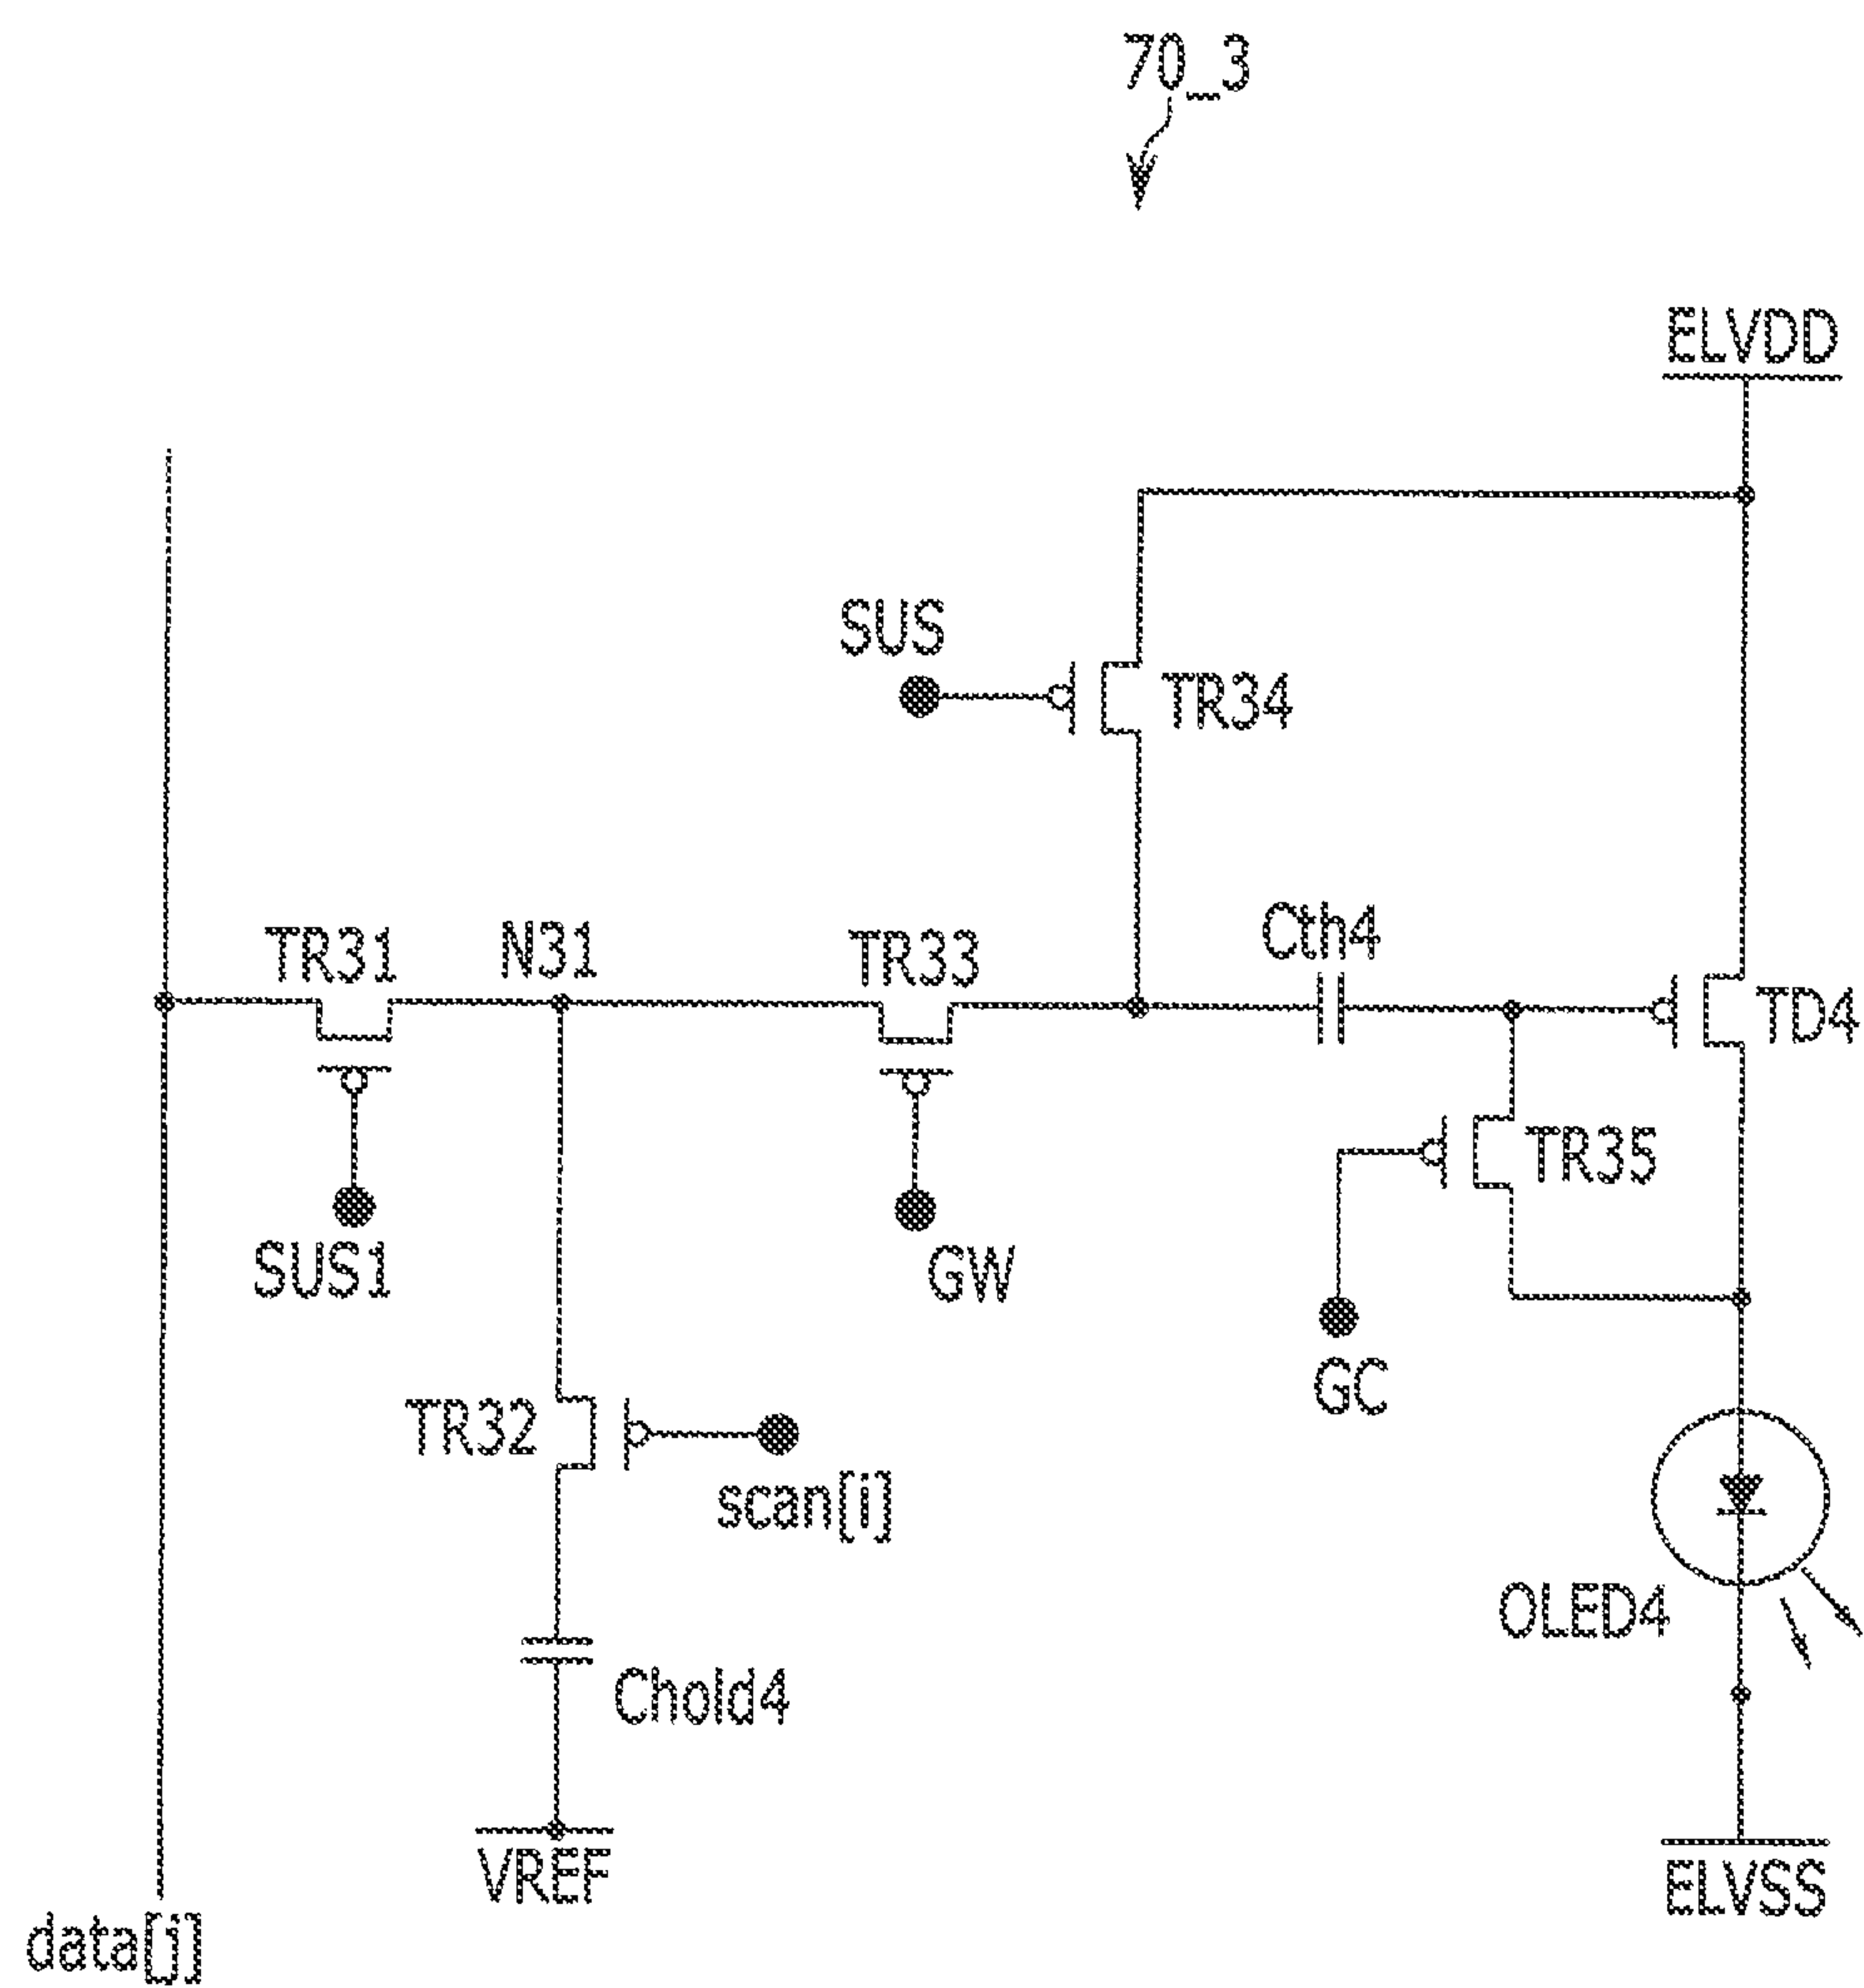 70_3
ELVDD
SUS
TR34
Cth4
TR31
N31
TR33
TD4
TR35
SUS1
GW
GC
TR32
scan[i]
OLED4
Chold4
VREF
ELVSS
data[j]